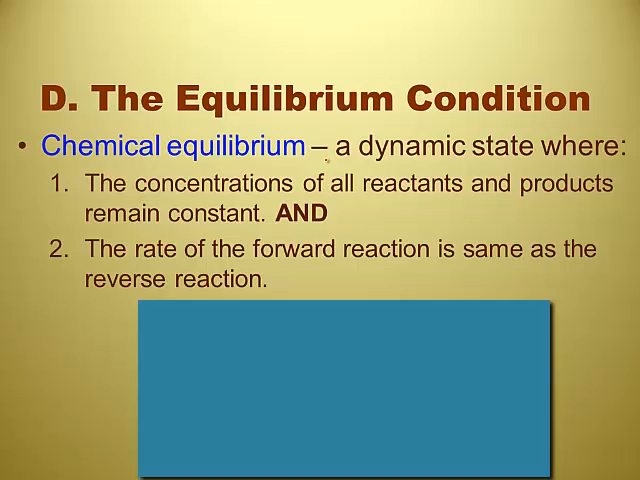 D. The Equilibrium Condition
• Chemical equilibrium – a dynamic state where:
1. The concentrations of all reactants and products
remain constant. AND
2. The rate of the forward reaction is same as the
reverse reaction.